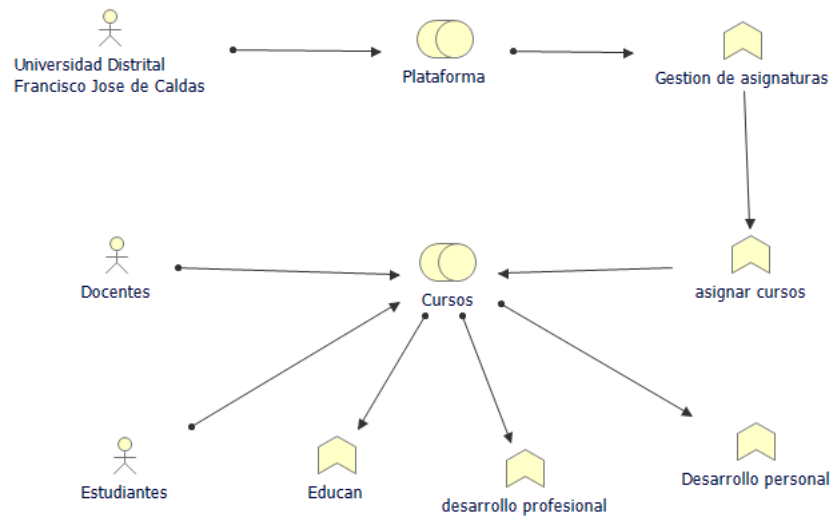 Universidad Distrital
Francisco Jose de Caldas
Plataforma
Gestion de asignaturas
Docentes
Cursos
asignar cursos
Estudiantes
Educan
desarrollo profesional
Desarrollo personal